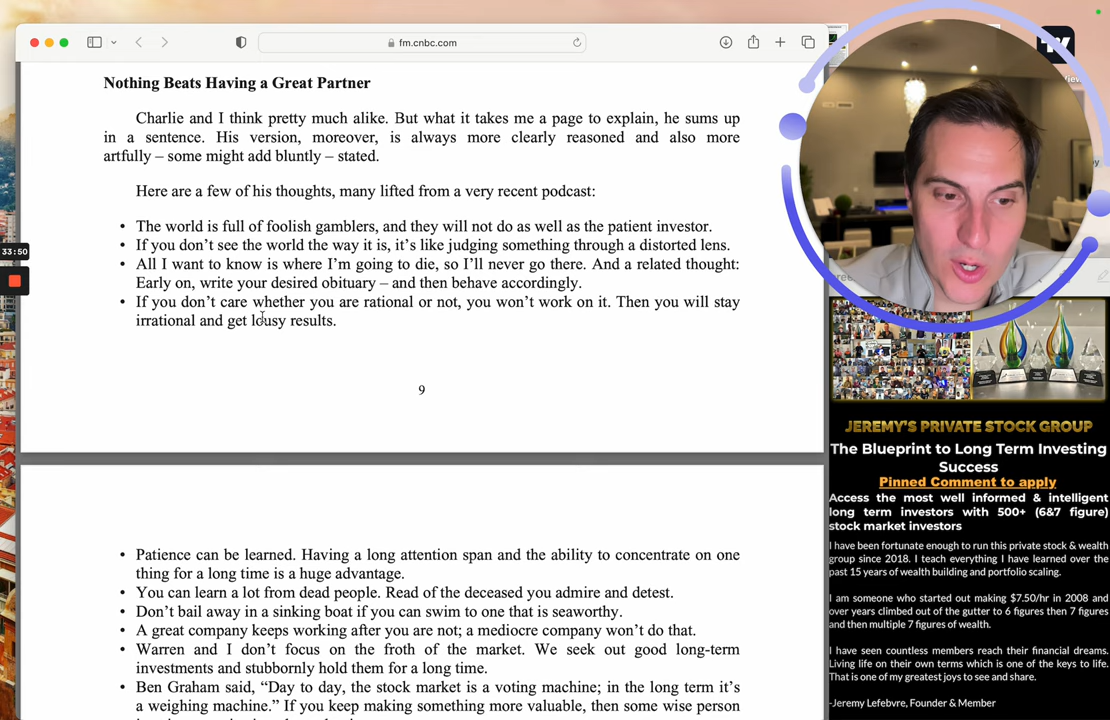 fm.cnbc.com
Nothing Beats Having a Great Partner
Charlie and I think pretty much alike. But what it takes me a page to explain, he sums up
in a sentence. His version, moreover, is always more clearly reasoned and also more
artfully – some might add bluntly – stated.
Here are a few of his thoughts, many lifted from a very recent podcast:
• The world is full of foolish gamblers, and they will not do as well as the patient investor.
• If you don't see the world the way it is, it's like judging something through a distorted lens.
• All I want to know is where I'm going to die, so I'll never go there. And a related thought:
Early on, write your desired obituary – and then behave accordingly.
• If you don't care whether you are rational or not, you won't work on it. Then you will stay
irrational and get lousy results.
33:50
9
• Patience can be learned. Having a long attention span and the ability to concentrate on one
thing for a long time is a huge advantage.
• You can learn a lot from dead people. Read of the deceased you admire and detest.
• Don't bail away in a sinking boat if you can swim to one that is seaworthy.
• A great company keeps working after you are not; a mediocre company won't do that.
• Warren and I don't focus on the froth of the market. We seek out good long-term
investments and stubbornly hold them for a long time.
• Ben Graham said, "Day to day, the stock market is a voting machine; in the long term it's
a weighing machine." If you keep making something more valuable, then some wise person
JEREMY'S PRIVATE STOCK GROUP
The Blueprint to Long Term Investing
Success
Pinned Comment to apply
Access the most well informed & intelligent
long term investors with 500+ (6&7 figure)
stock market investors
I have been fortunate enough to run this private stock & wealth
group since 2018. I teach everything I have learned over the
past 15 years of wealth building and portfolio scaling.
I am someone who started out making $7.50/hr in 2008 and
over years climbed out of the gutter to 6 figures then 7 figures
and then multiple 7 figures of wealth.
I have seen countless members reach their financial dreams.
Living life on their own terms which is one of the keys to life.
That is one of my greatest joys to see and share.
-Jeremy Lefebvre, Founder & Member